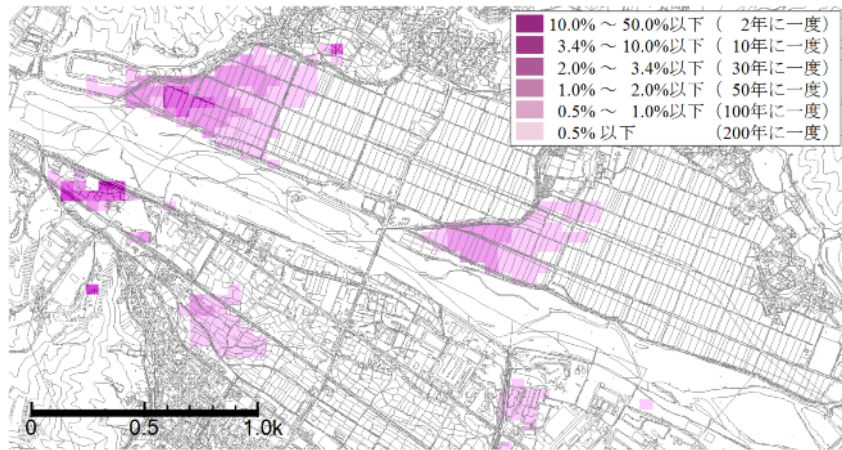 10.0% ～ 50.0%以下 ( 2年に一度)
3.4% ～ 10.0%以下 ( 10年に一度)
2.0% ～ 3.4%以下 ( 30年に一度)
1.0% ～ 2.0%以下 ( 50年に一度)
0.5% ～ 1.0%以下 (100年に一度)
0.5% 以下 (200年に一度)
0 0.5 1.0k